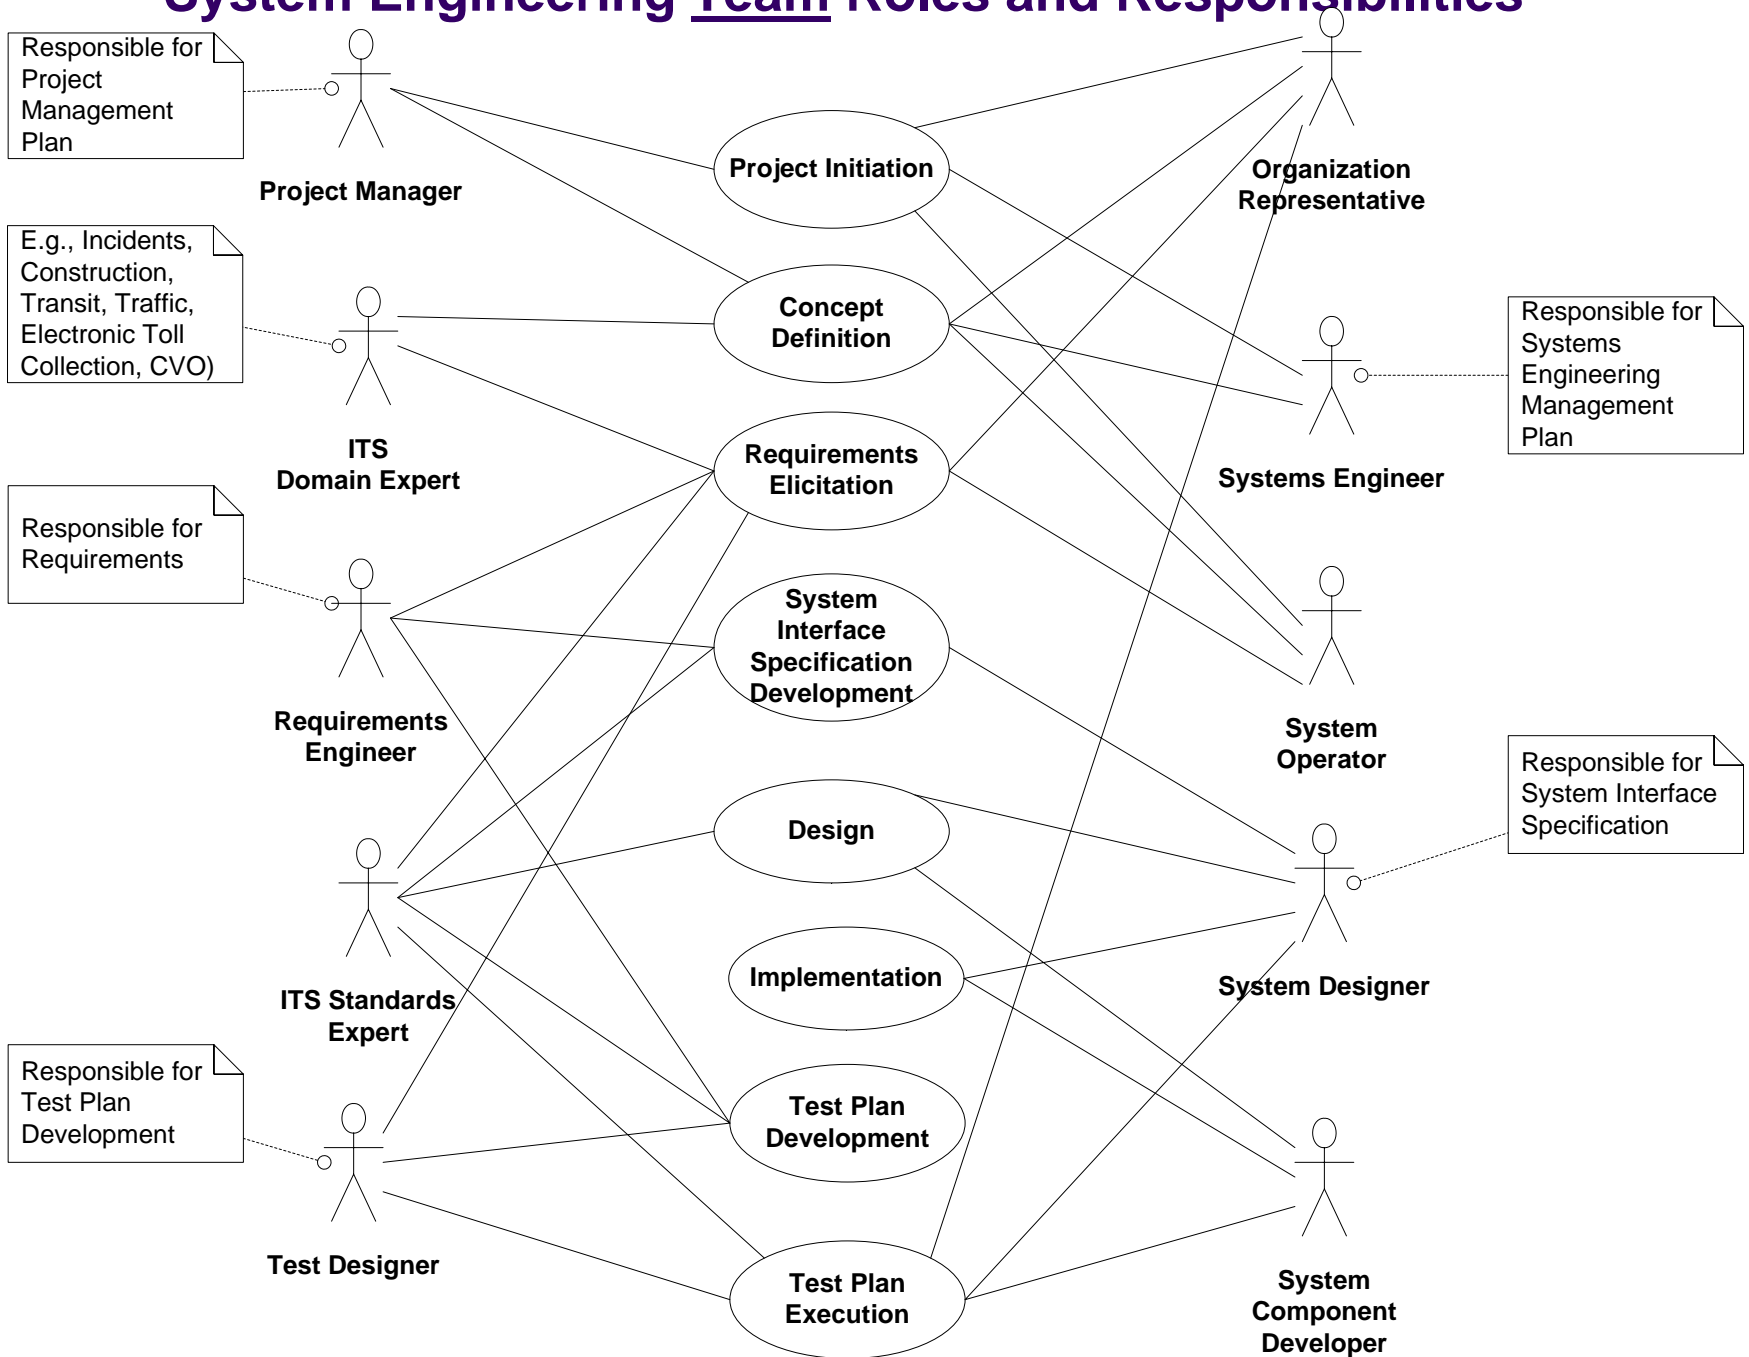 System Engineering Team Roles and Responsibilities
Responsible for
Project
Management
Plan
Project Manager
E.g., Incidents,
Construction,
Transit, Traffic,
Electronic Toll
Collection, CVO)
ITS
Domain Expert
Responsible for
Requirements
Requirements
Engineer
ITS Standards
Expert
Responsible for
Test Plan
Development
Test Designer
Project Initiation
Concept
Definition
Requirements
Elicitation
System
Interface
Specification
Development
Design
Implementation
Test Plan
Development
Test Plan
Execution
Organization
Representative
Responsible for
Systems
Engineering
Management
Plan
Systems Engineer
System
Operator
Responsible for
System Interface
Specification
System Designer
System
Component
Developer